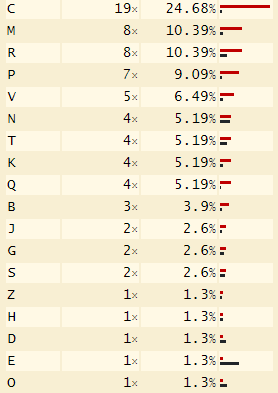 C 19× 24.68%
M 8× 10.39%
R 8× 10.39%
P 7× 9.09%
V 5× 6.49%
N 4× 5.19%
T 4× 5.19%
K 4× 5.19%
Q 4× 5.19%
B 3× 3.9%
J 2× 2.6%
G 2× 2.6%
S 2× 2.6%
Z 1× 1.3%
H 1× 1.3%
D 1× 1.3%
E 1× 1.3%
O 1× 1.3%